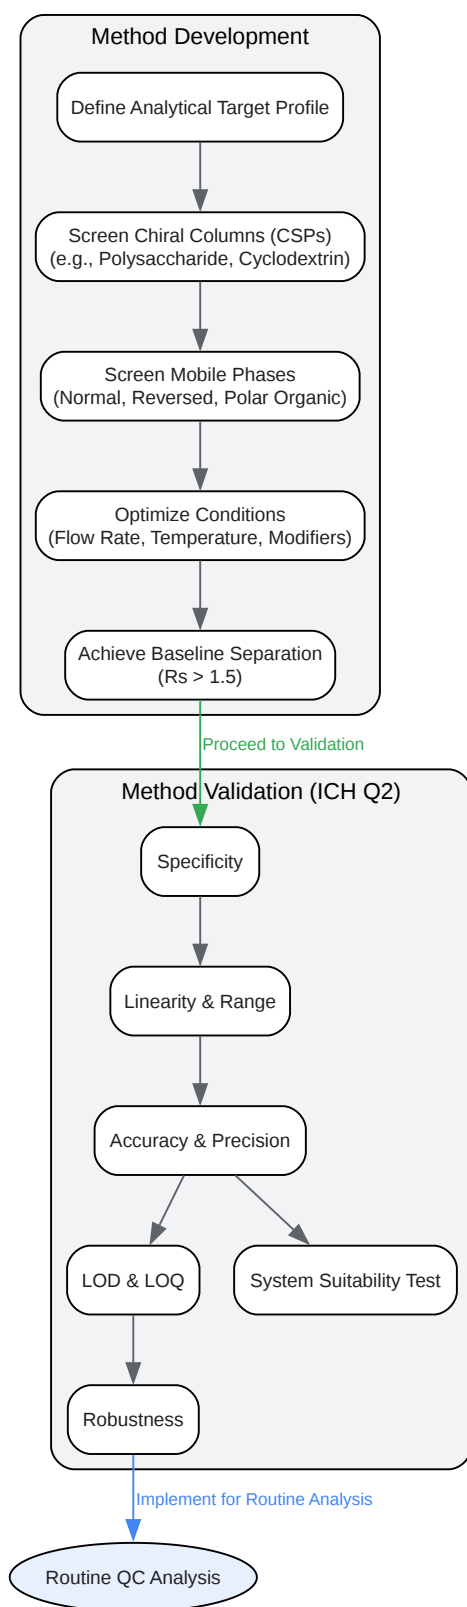 Method Development
Define Analytical Target Profile
Screen Chiral Columns (CSPs)
(e.g., Polysaccharide, Cyclodextrin)
Screen Mobile Phases
(Normal, Reversed, Polar Organic)
Optimize Conditions
(Flow Rate, Temperature, Modifiers)
Achieve Baseline Separation
(Rs > 1.5)
Proceed to Validation
Method Validation (ICH Q2)
Specificity
Linearity & Range
Accuracy & Precision
LOD & LOQ
System Suitability Test
Robustness
Implement for Routine Analysis
Routine QC Analysis